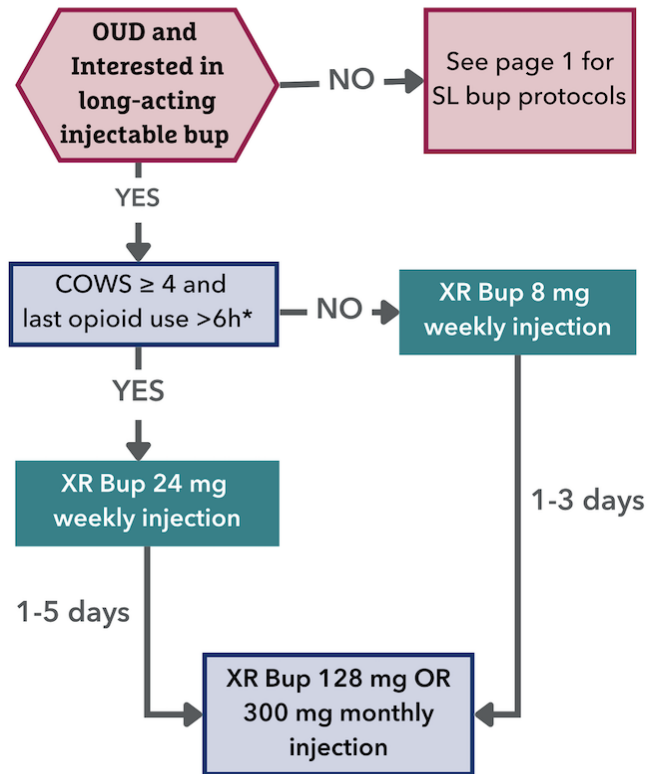 OUD and
Interested in
long-acting
injectable bup
NO
See page 1 for
SL bup protocols
YES
COWS ≥ 4 and
last opioid use >6h*
NO
XR Bup 8 mg
weekly injection
YES
XR Bup 24 mg
weekly injection
1-3 days
1-5 days
XR Bup 128 mg OR
300 mg monthly
injection